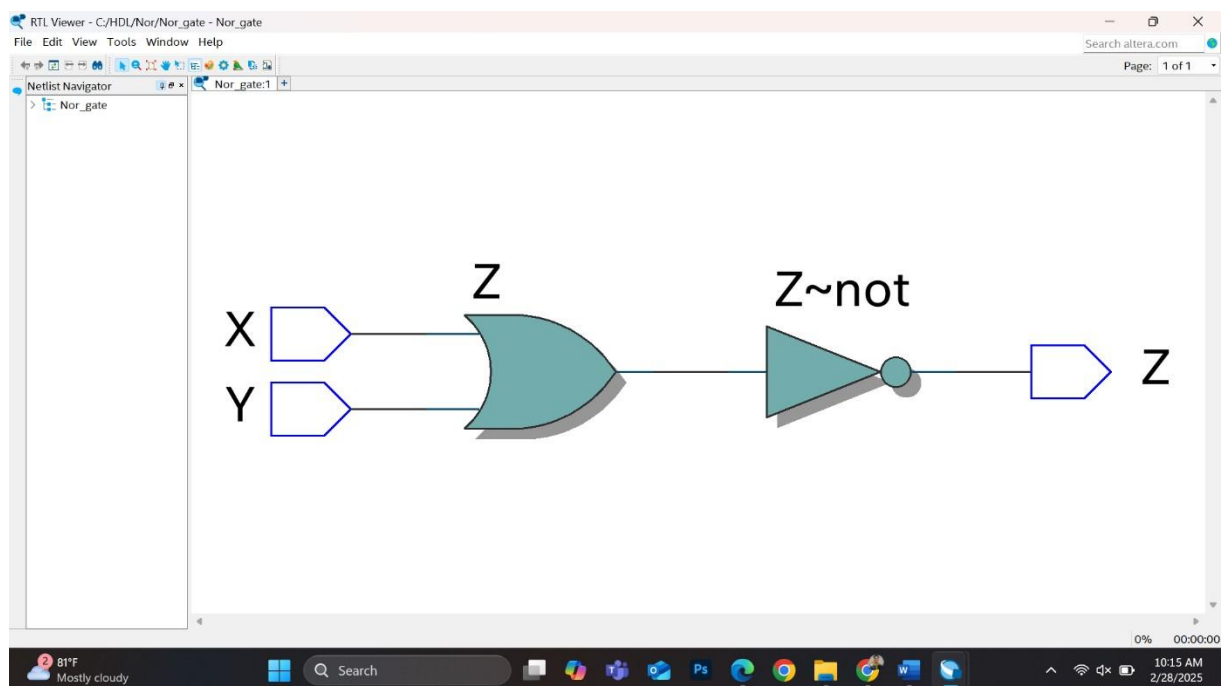 RTL Viewer - C:/HDL/Nor/Nor_gate - Nor_gate
File Edit View Tools Window Help
Search altera.com
Page: 1 of 1
Netlist Navigator
Nor_gate:1
Nor_gate
Z
Z~not
X
Z
Y
0% 00:00:00
2
81°F
Mostly cloudy
Search
Ps
10:15 AM
2/28/2025